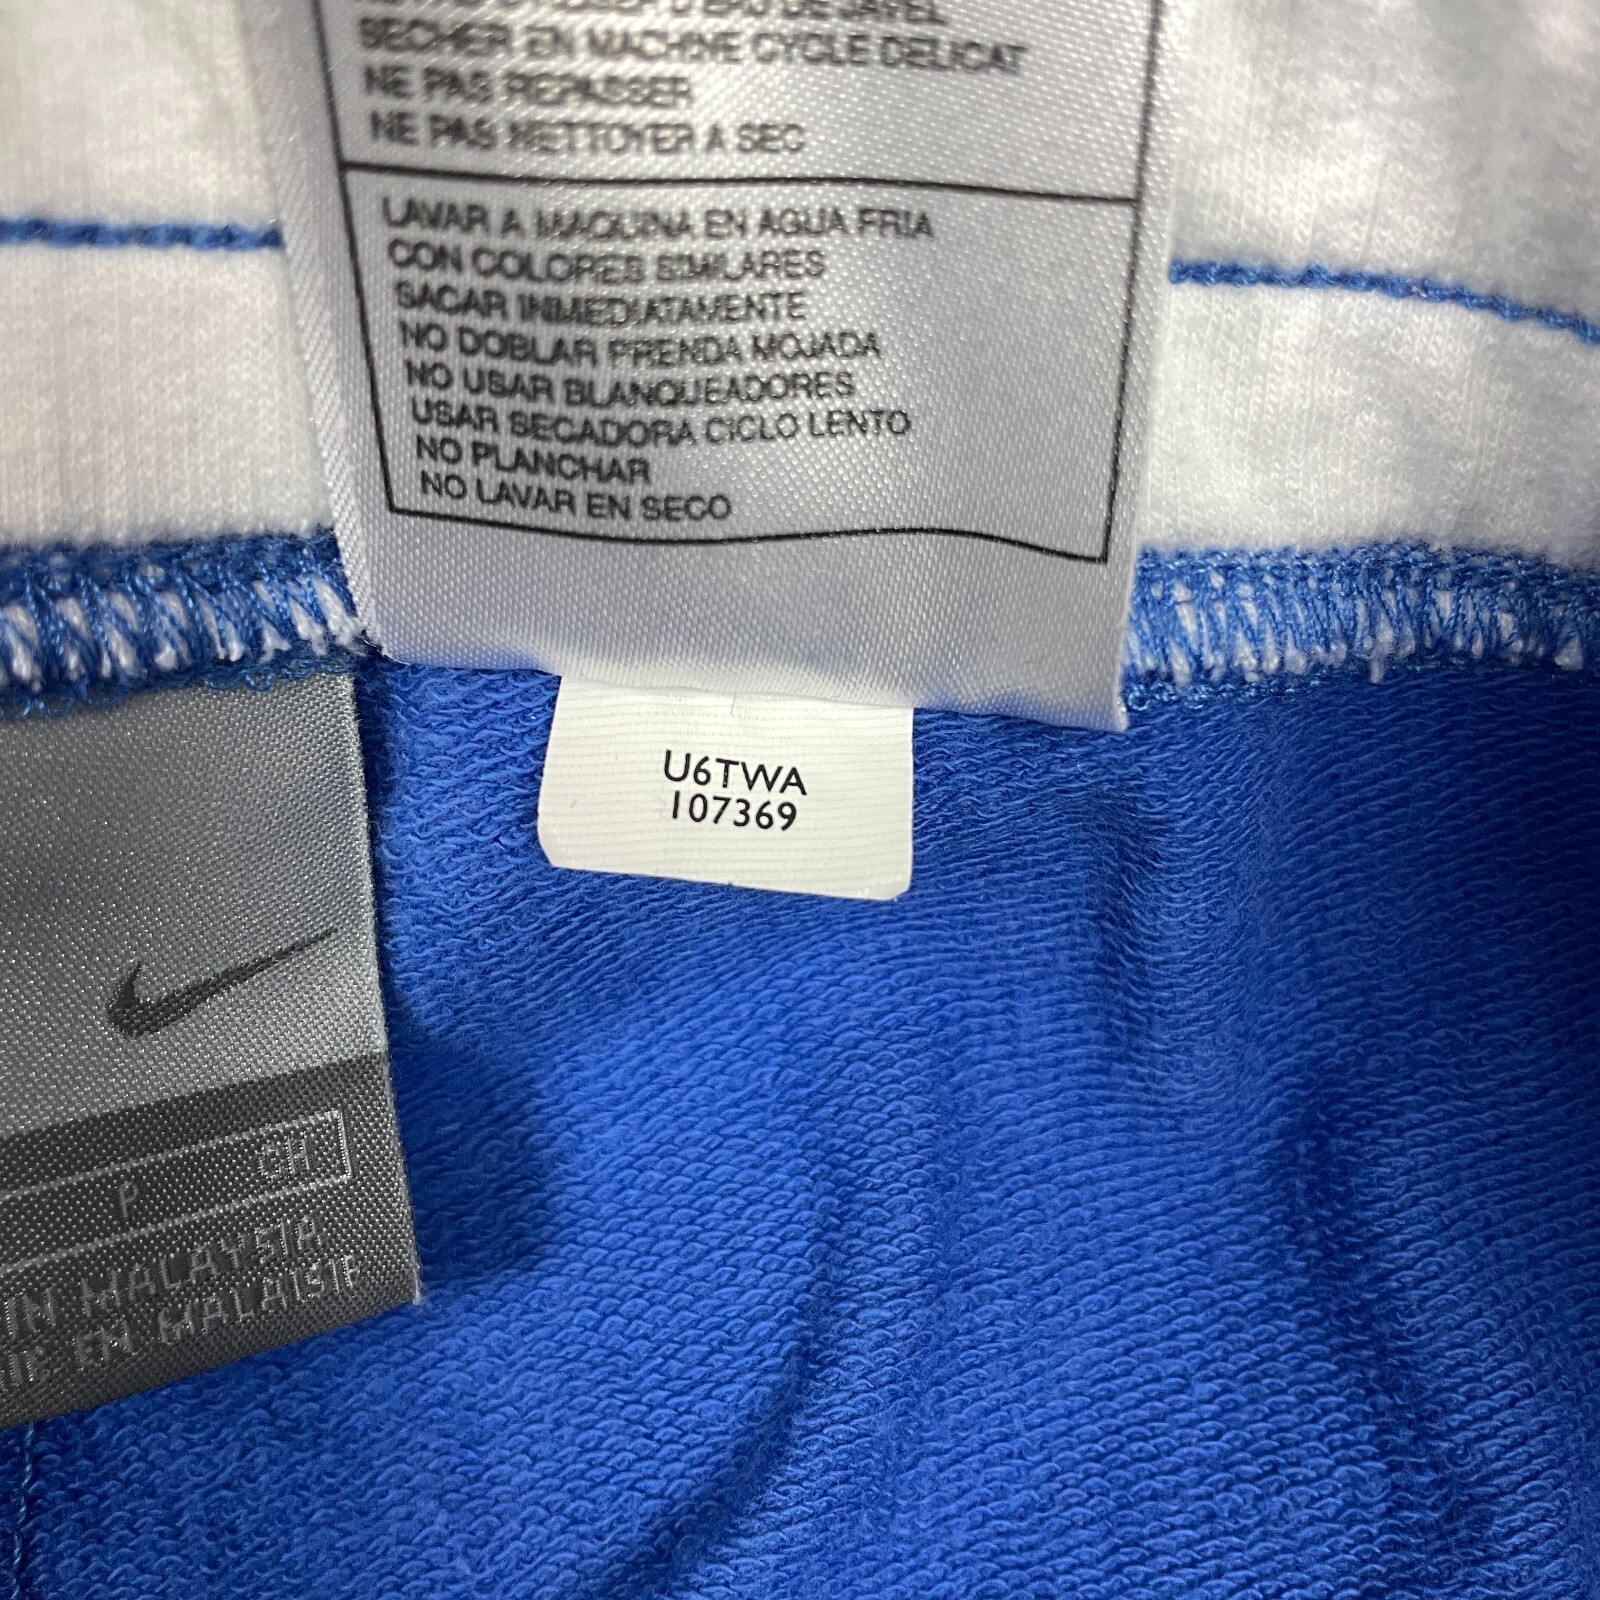 SECHER EN MACHINE CYCLE DELICAT
NE PAS REPASSER
NE PAS NETTOYER A SEC
LAVAR A MAQUINA EN AGUA FRIA
CON COLORES SIMILARES
SACAR INMEDIATAMENTE
NO DOBLAR PRENDA MOJADA
NO USAR BLANQUEADORES
USAR SECADORA CICLO LENTO
NO PLANCHAR
NO LAVAR EN SECO
U6TWA
107369
P CH
IN MALAYSIA
EN MALAISIE